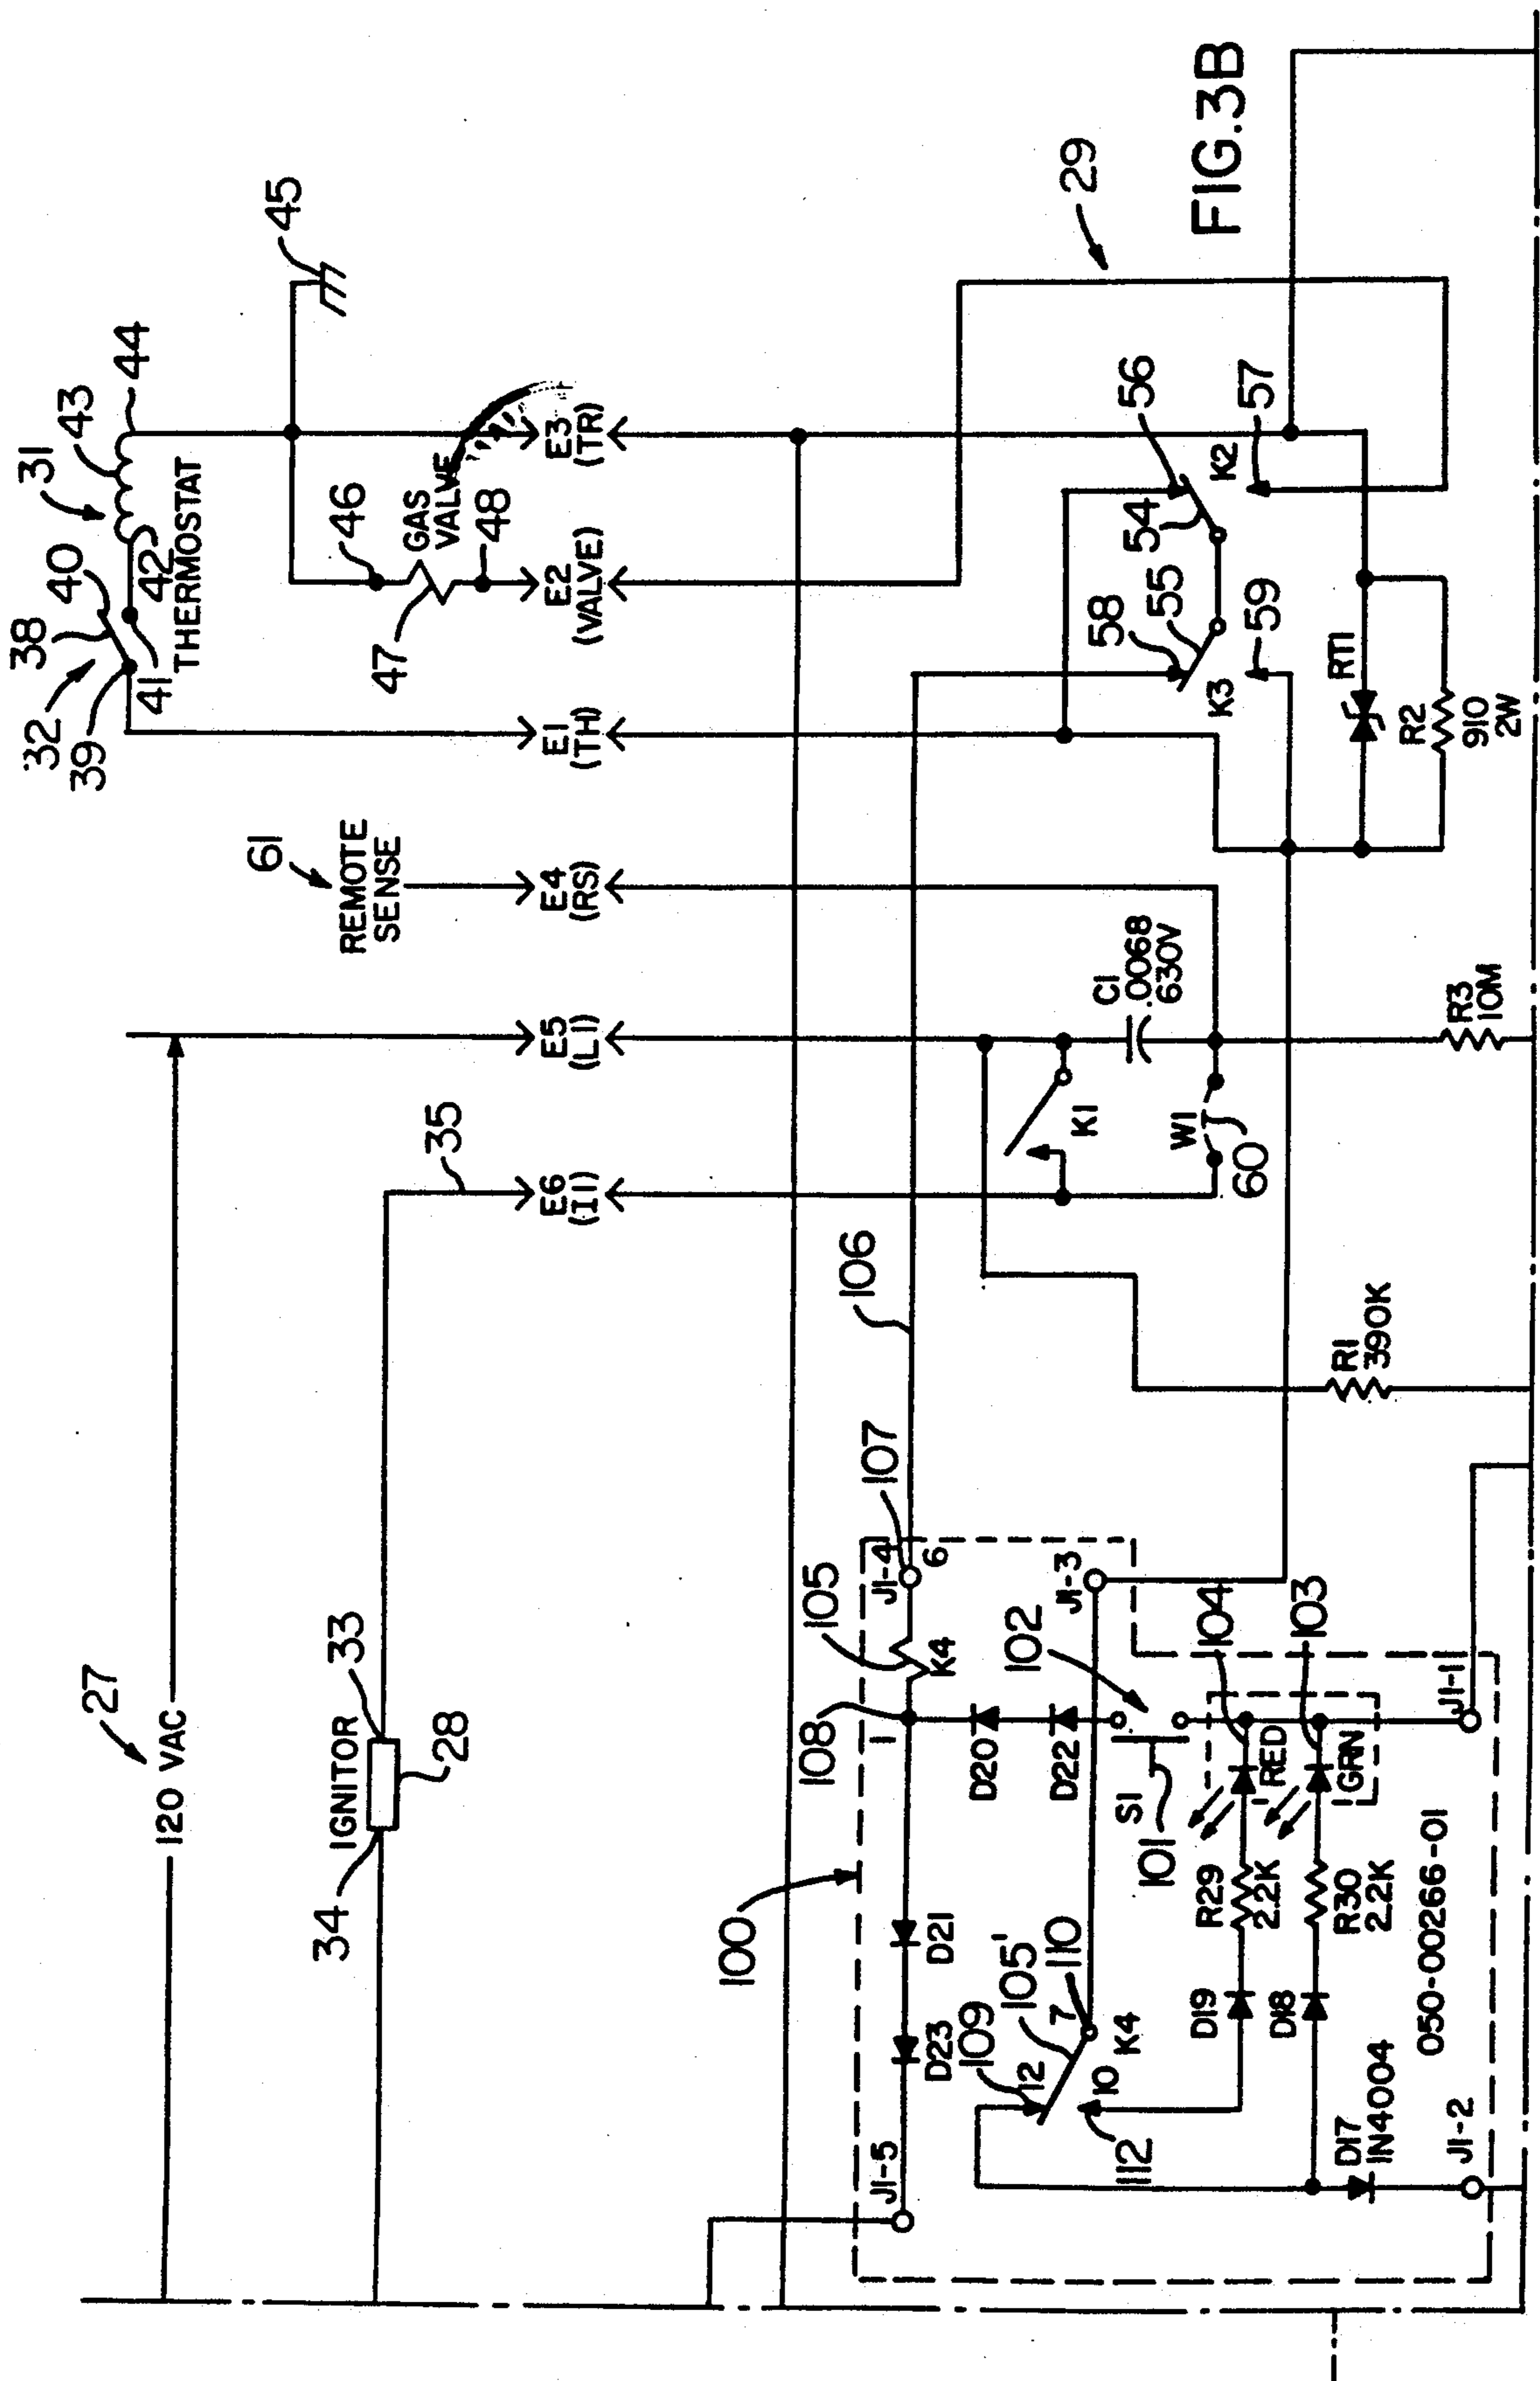 27
120 VAC
34
IGNITOR
33
28
35
61
REMOTE
SENSE
32
39
38
40
41
42
31
43
44
THERMOSTAT
45
46
47
GAS
VALVE
48
E6
(I1)
E5
(L1)
E4
(RS)
E1
(TH)
E2
(VALVE)
E3
(TR)
29
FIG.3B
100
J1-5
D23
D21
108
1
105
K4
J1-4
6
107
106
109
12
105'
7
110
K4
10
112
D20
D22
102
J1-3
S1
101
104
103
RED
GRN
D19
R29
2.2K
D18
R30
2.2K
D17
1N4004
J1-2
050-00266-01
J1-1
R1
390K
K1
W1
60
C1
.0068
630V
R3
10M
58
55
54
56
K3
59
K2
57
RT1
R2
910
2W